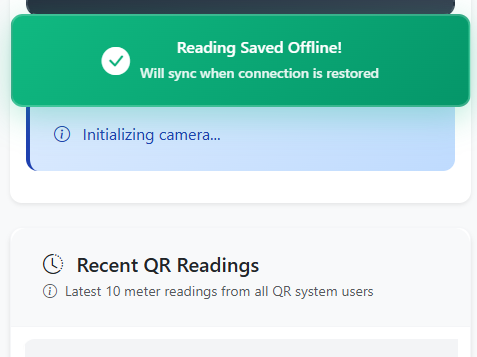 Reading Saved Offline!
Will sync when connection is restored
Initializing camera...
Recent QR Readings
Latest 10 meter readings from all QR system users